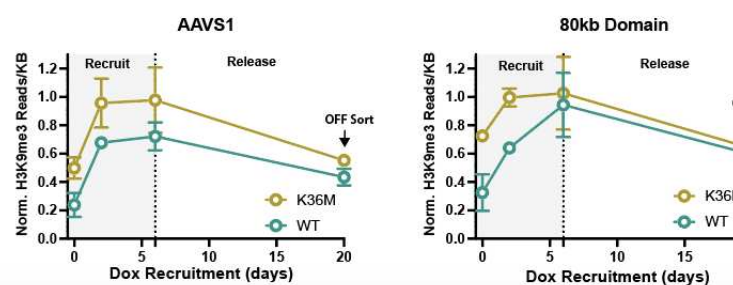 AAVS1
Norm. H3K9me3 Reads/KB
1.2
1.0
0.8
0.6
0.4
0.2
0.0
Recruit
Release
OFF Sort
K36M
WT
0
5
10
15
20
Dox Recruitment (days)
80kb Domain
Norm. H3K9me3 Reads/KB
1.2
1.0
0.8
0.6
0.4
0.2
0.0
Recruit
Release
WT
0
5
10
15
Dox Recruitment (days)